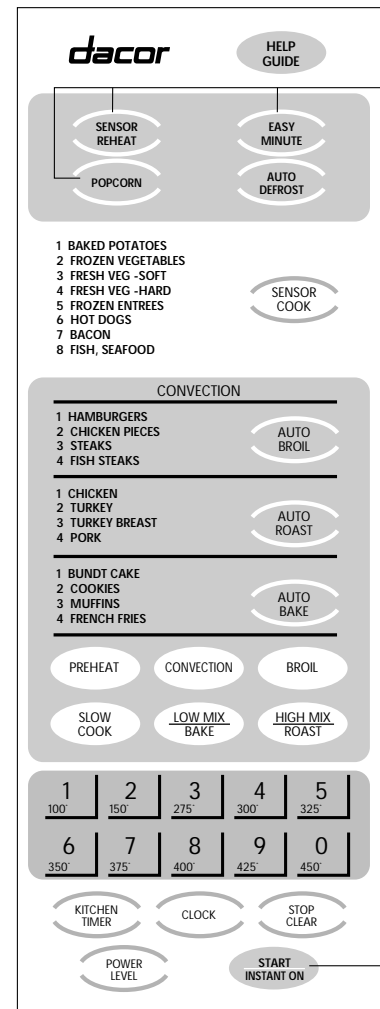 dacor
HELP
GUIDE
SENSOR
REHEAT
EASY
MINUTE
POPCORN
AUTO
DEFROST
1 BAKED POTATOES
2 FROZEN VEGETABLES
3 FRESH VEG -SOFT
4 FRESH VEG -HARD
5 FROZEN ENTREES
6 HOT DOGS
7 BACON
8 FISH, SEAFOOD
SENSOR
COOK
CONVECTION
1 HAMBURGERS
2 CHICKEN PIECES
3 STEAKS
4 FISH STEAKS
AUTO
BROIL
1 CHICKEN
2 TURKEY
3 TURKEY BREAST
4 PORK
AUTO
ROAST
1 BUNDT CAKE
2 COOKIES
3 MUFFINS
4 FRENCH FRIES
AUTO
BAKE
PREHEAT
CONVECTION
BROIL
SLOW
COOK
LOW MIX
BAKE
HIGH MIX
ROAST
1 2 3 4 5
100˚ 150˚ 275˚ 300˚ 325˚
6 7 8 9 0
350˚ 375˚ 400˚ 425˚ 450˚
KITCHEN
TIMER
CLOCK
STOP
CLEAR
POWER
LEVEL
START
INSTANT ON